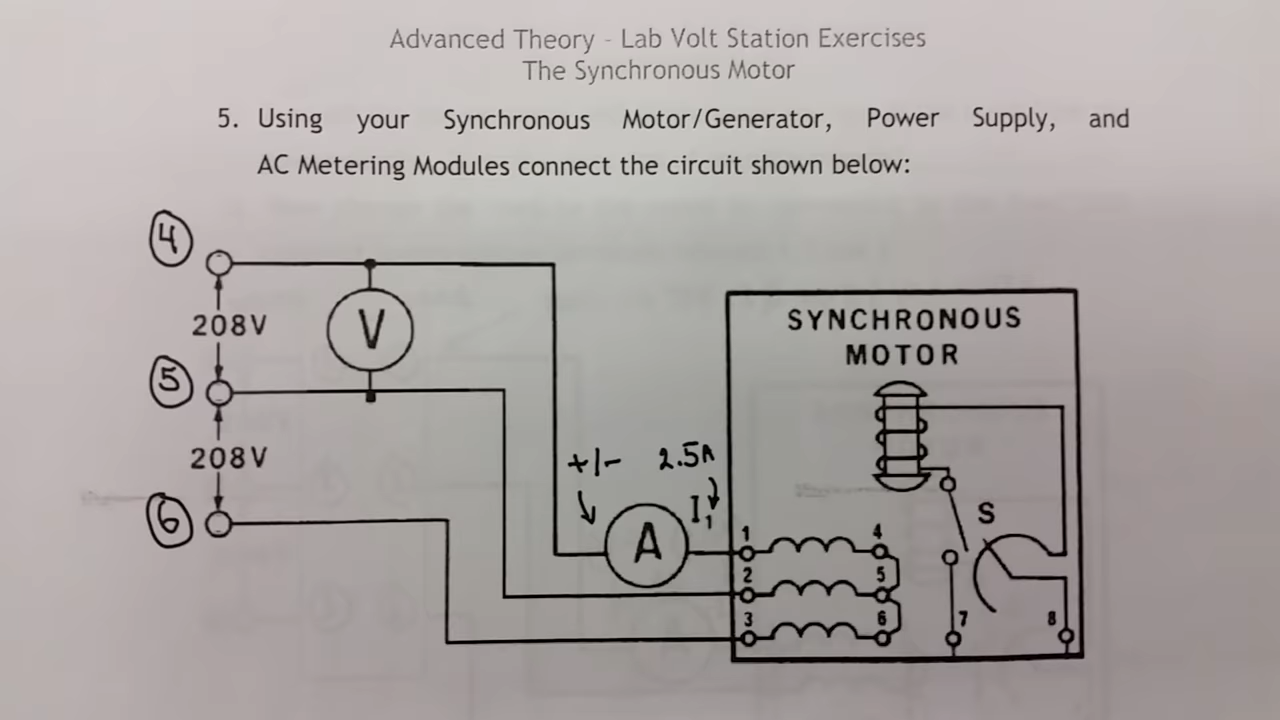 Advanced Theory - Lab Volt Station Exercises
The Synchronous Motor
5. Using your Synchronous Motor/Generator, Power Supply, and
AC Metering Modules connect the circuit shown below:
4
208V
V
5
208V
6
+/- 2.5A
A
I1
SYNCHRONOUS
MOTOR
S
1 4
2 5
3 6
7 8